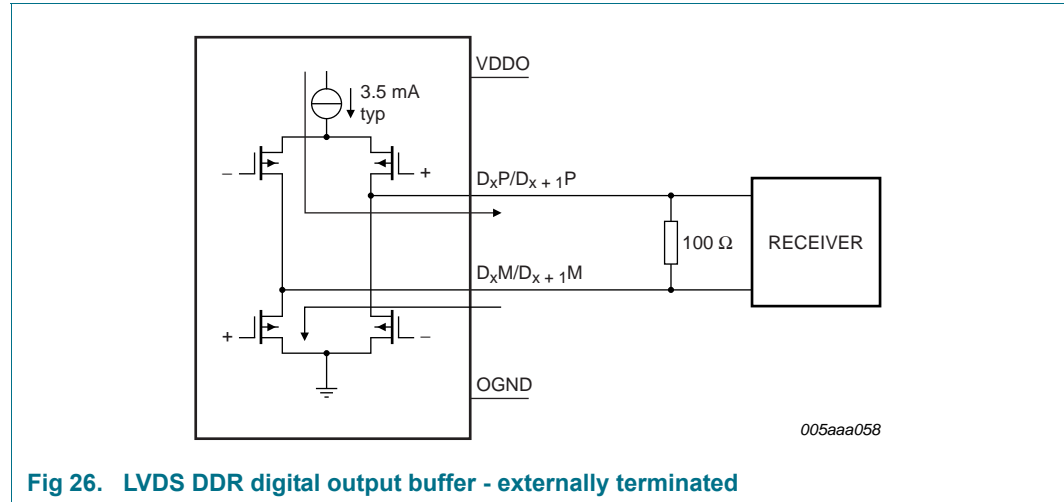 VDDO
3.5 mA
typ
−
+
DxP/Dx + 1P
100 Ω
RECEIVER
DxM/Dx + 1M
+
−
OGND
005aaa058
Fig 26. LVDS DDR digital output buffer - externally terminated